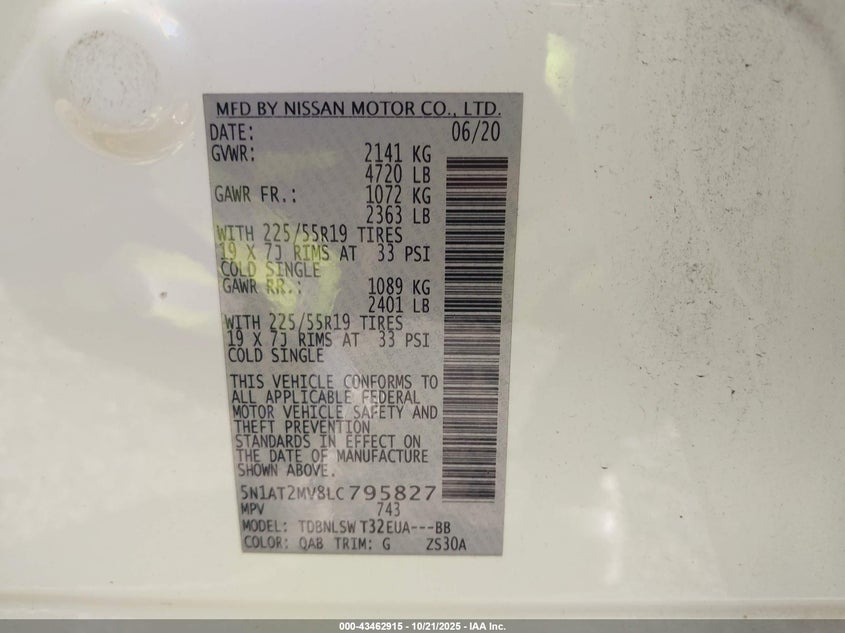 MFD BY NISSAN MOTOR CO., LTD.
DATE: 06/20
GVWR: 2141 KG
4720 LB
GAWR FR.: 1072 KG
2363 LB
WITH 225/55R19 TIRES
19 X 7J RIMS AT 33 PSI
COLD SINGLE
GAWR RR.: 1089 KG
2401 LB
WITH 225/55R19 TIRES
19 X 7J RIMS AT 33 PSI
COLD SINGLE
THIS VEHICLE CONFORMS TO
ALL APPLICABLE FEDERAL
MOTOR VEHICLE SAFETY AND
THEFT PREVENTION
STANDARDS IN EFFECT ON
THE DATE OF MANUFACTURE
SHOWN ABOVE.
5N1AT2MV8LC795827
MPV 743
MODEL: TDBNLSW T32EUA---BB
COLOR: QAB TRIM: G ZS30A
000-43462915 - 10/21/2025 - IAA Inc.